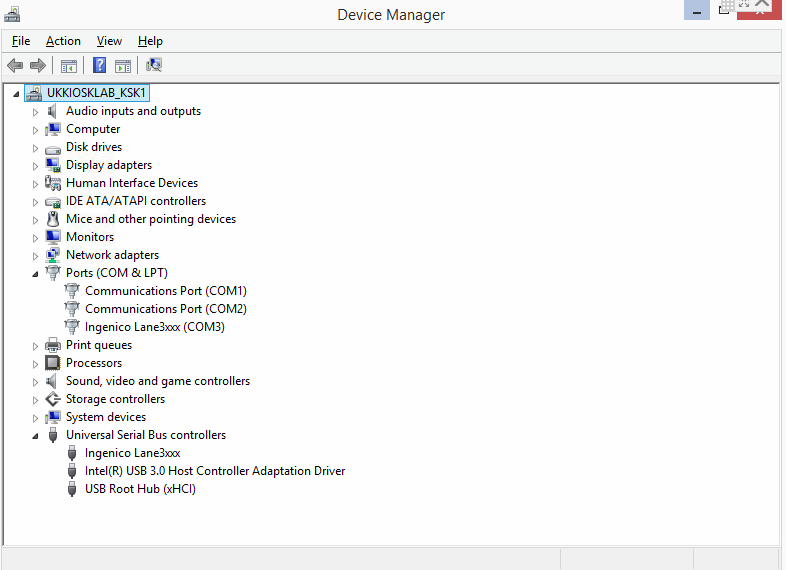 Device Manager
File Action View Help
UKKIOSKLAB_KSK1
Audio inputs and outputs
Computer
Disk drives
Display adapters
Human Interface Devices
IDE ATA/ATAPI controllers
Mice and other pointing devices
Monitors
Network adapters
Ports (COM & LPT)
Communications Port (COM1)
Communications Port (COM2)
Ingenico Lane3xxx (COM3)
Print queues
Processors
Sound, video and game controllers
Storage controllers
System devices
Universal Serial Bus controllers
Ingenico Lane3xxx
Intel(R) USB 3.0 Host Controller Adaptation Driver
USB Root Hub (xHCI)